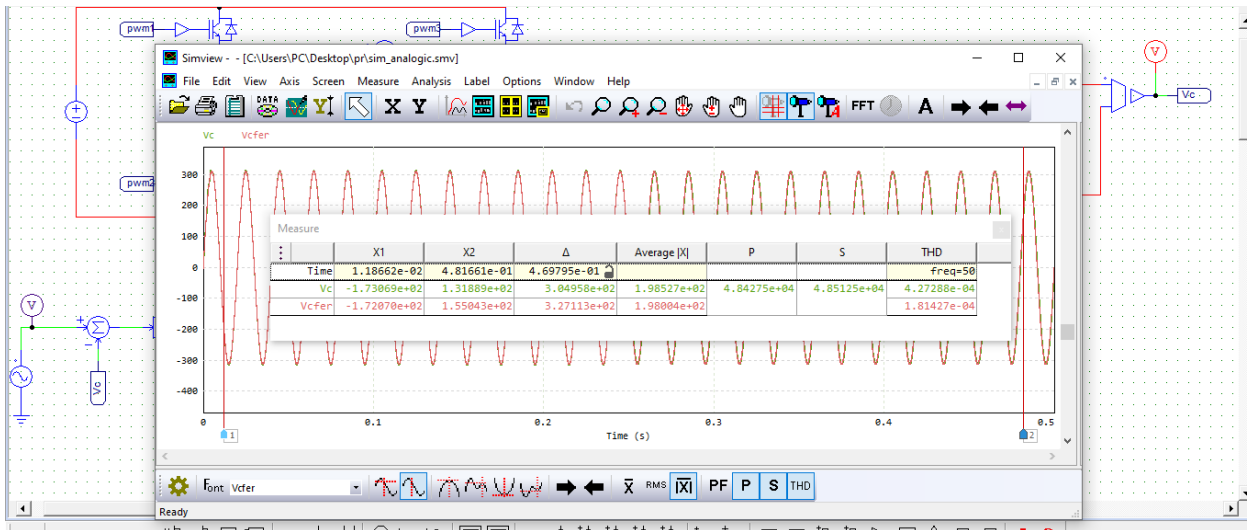 pwm1
pwm3
Simview - - [C:\Users\PC\Desktop\pr\sim_analogic.smv]
File Edit View Axis Screen Measure Analysis Label Options Window Help
DATA
X Y
FFT
A
V
Vc
Vc Vcfer
300
200
100
0
-100
-200
-300
-400
pwm2
Measure
X1 X2 Δ Average |X| P S THD
Time 1.18662e-02 4.81661e-01 4.69795e-01 freq=50
Vc -1.73069e+02 1.31889e+02 3.04958e+02 1.98527e+02 4.84275e+04 4.85125e+04 4.27288e-04
Vcfer -1.72070e+02 1.55043e+02 3.27113e+02 1.98004e+02 1.81427e-04
V
Vc
0 0.1 0.2 0.3 0.4 0.5
1 2
Time (s)
Font Vcfer
X RMS |X| PF P S THD
Ready